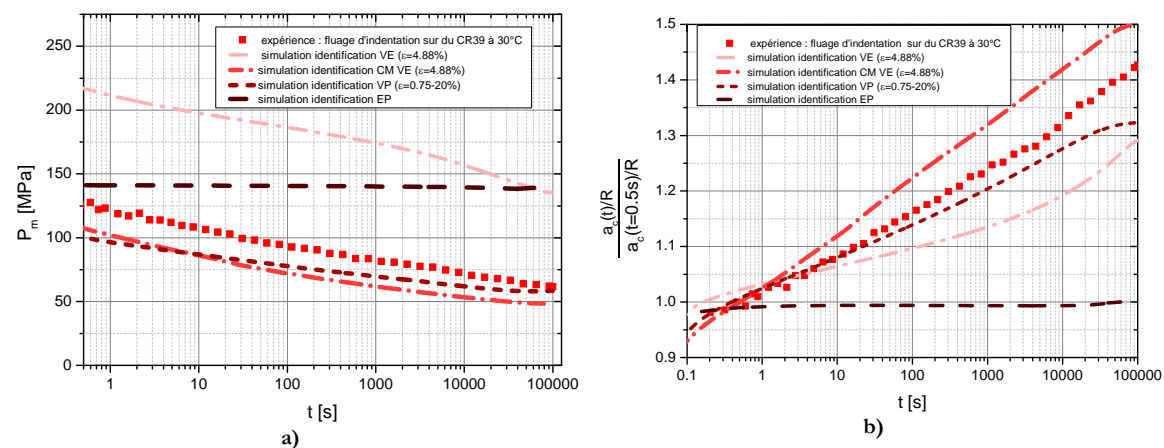 a)
250
200
150
100
50
0
P_m [MPa]
expérience : fluage d'indentation sur du CR39 à 30°C
simulation identification VE (ε=4.88%)
simulation identification CM VE (ε=4.88%)
simulation identification VP (ε=0.75-20%)
simulation identification EP
1 10 100 1000 10000 100000
t [s]
a)
1.5
1.4
1.3
1.2
1.1
1.0
0.9
a_c(t)/R
a_c(t=0.5s)/R
expérience : fluage d'indentation sur du CR39 à 30°C
simulation identification VE (ε=4.88%)
simulation identification CM VE (ε=4.88%)
simulation identification VP (ε=0.75-20%)
simulation identification EP
0.1 1 10 100 1000 10000 100000
t [s]
b)